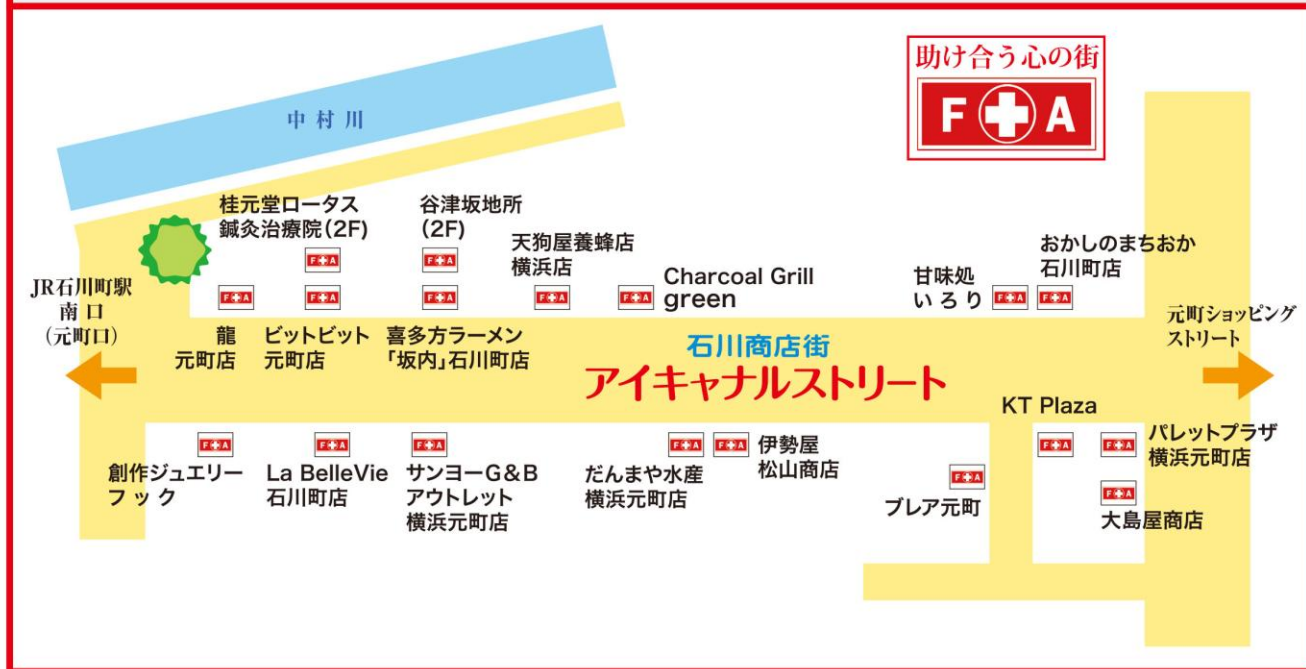 助け合う心の街
F A
中村川
桂元堂ロータス
鍼灸治療院(2F)
谷津坂地所
(2F)
天狗屋養蜂店
横浜店
Charcoal Grill
green
甘味処
いろり
おかしのまちおか
石川町店
JR石川町駅
南口
(元町口)
F A
F A
F A
F A
F A
F A
F A
F A
F A
元町ショッピング
ストリート
龍
元町店
ビットビット
元町店
喜多方ラーメン
「坂内」石川町店
石川商店街
アイキャナルストリート
KT Plaza
F A
F A
F A
F A
F A
F A
F A
F A
F A
創作ジュエリー
フック
La BelleVie
石川町店
サンヨーG&B
アウトレット
横浜元町店
だんまや水産
横浜元町店
伊勢屋
松山商店
ブレア元町
パレットプラザ
横浜元町店
大島屋商店